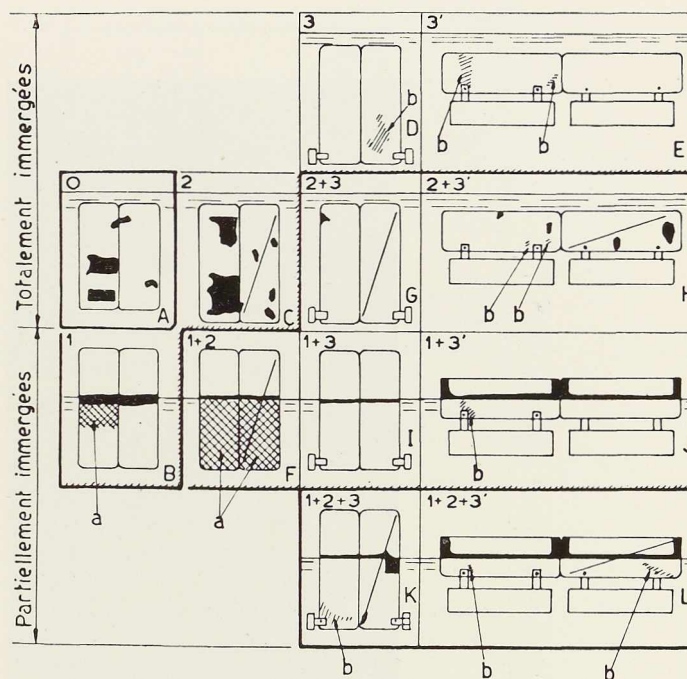 3 3'
b D E
b b
O 2 2+3 2+3'
A C G b b H
1 1+2 1+3 1+3'
B F I b J
a a
1+2+3 1+2+3'
K L
b b b
Totalement immergées
Partiellement immergées